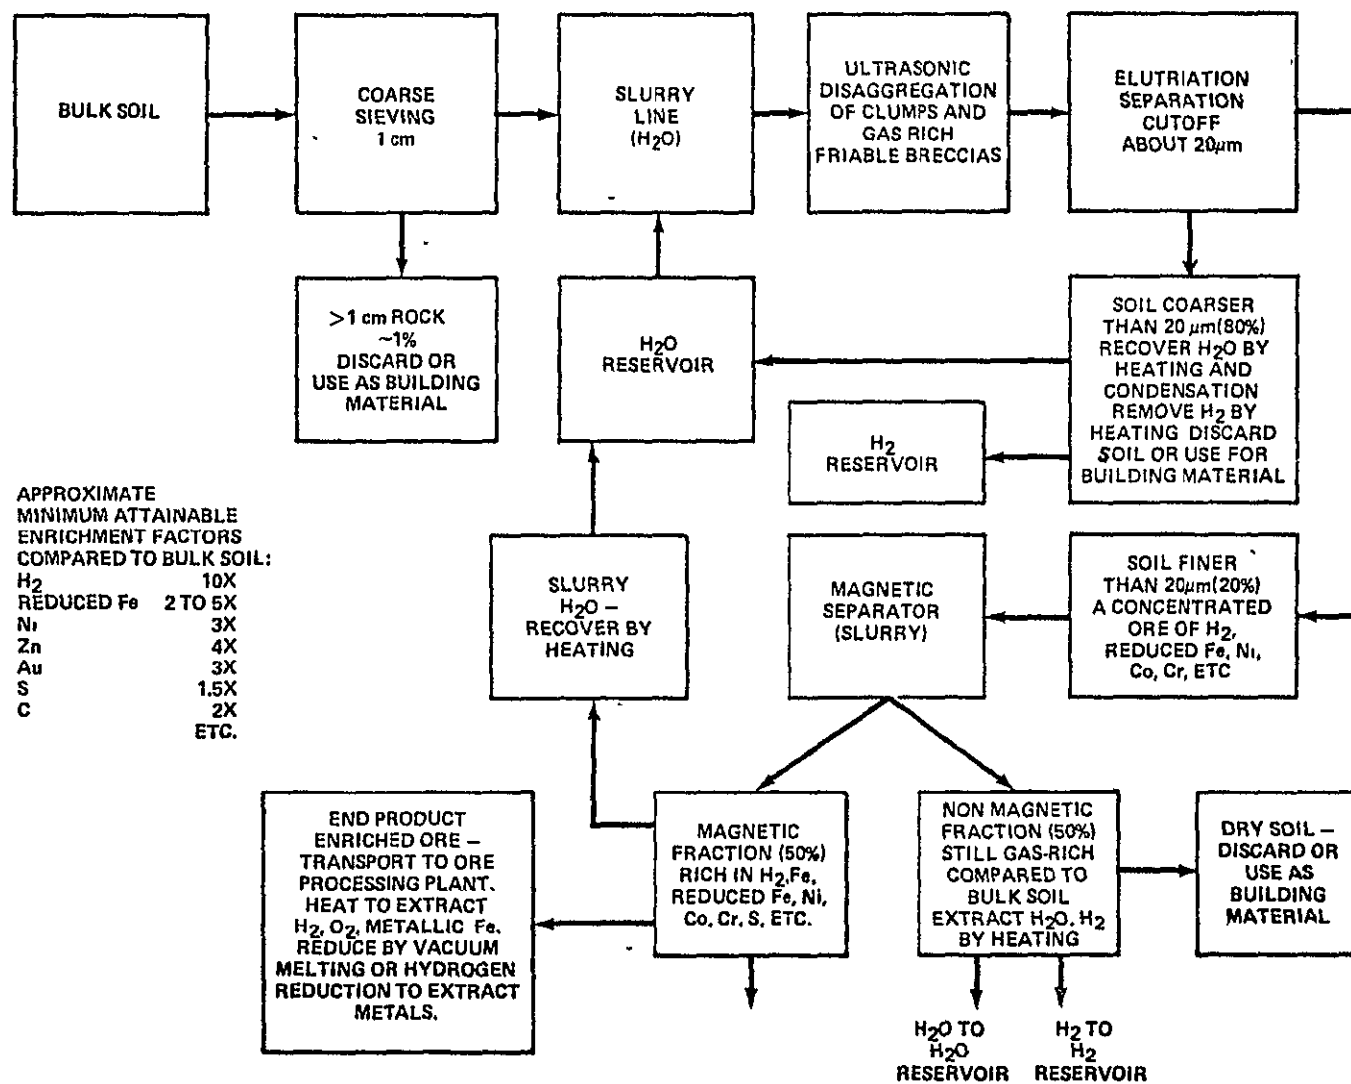 BULK SOIL
COARSE
SIEVING
1 cm
SLURRY
LINE
(H₂O)
ULTRASONIC
DISAGGREGATION
OF CLUMPS AND
GAS RICH
FRIABLE BRECCIAS
ELUTRIATION
SEPARATION
CUTOFF
ABOUT 20μm
>1 cm ROCK
~1%
DISCARD OR
USE AS BUILDING
MATERIAL
H₂O
RESERVOIR
SOIL COARSER
THAN 20 μm(80%)
RECOVER H₂O BY
HEATING AND
CONDENSATION
REMOVE H₂ BY
HEATING DISCARD
SOIL OR USE FOR
BUILDING MATERIAL
H₂
RESERVOIR
APPROXIMATE
MINIMUM ATTAINABLE
ENRICHMENT FACTORS
COMPARED TO BULK SOIL:
H₂ 10X
REDUCED Fe 2 TO 5X
Ni 3X
Zn 4X
Au 3X
S 1.5X
C 2X
ETC.
SLURRY
H₂O –
RECOVER BY
HEATING
MAGNETIC
SEPARATOR
(SLURRY)
SOIL FINER
THAN 20μm(20%)
A CONCENTRATED
ORE OF H₂,
REDUCED Fe, Ni,
Co, Cr, ETC
END PRODUCT
ENRICHED ORE –
TRANSPORT TO ORE
PROCESSING PLANT.
HEAT TO EXTRACT
H₂, O₂, METALLIC Fe.
REDUCE BY VACUUM
MELTING OR HYDROGEN
REDUCTION TO EXTRACT
METALS.
MAGNETIC
FRACTION (50%)
RICH IN H₂,Fe,
REDUCED Fe, Ni,
Co, Cr, S, ETC.
NON MAGNETIC
FRACTION (50%)
STILL GAS-RICH
COMPARED TO
BULK SOIL
EXTRACT H₂O, H₂
BY HEATING
DRY SOIL –
DISCARD OR
USE AS
BUILDING
MATERIAL
H₂O TO
H₂O
RESERVOIR
H₂ TO
H₂
RESERVOIR